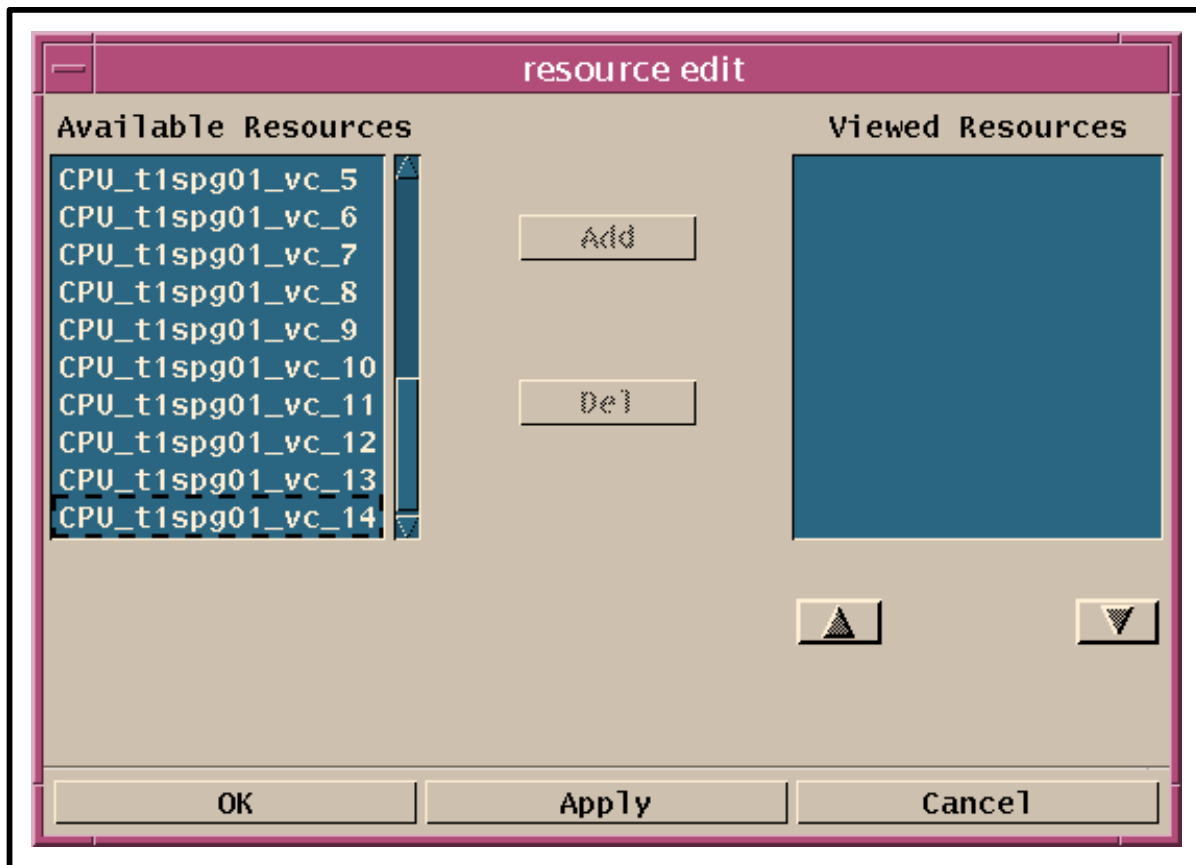 resource edit
Available Resources
Viewed Resources
CPU_t1spg01_vc_5
CPU_t1spg01_vc_6
CPU_t1spg01_vc_7
CPU_t1spg01_vc_8
CPU_t1spg01_vc_9
CPU_t1spg01_vc_10
CPU_t1spg01_vc_11
CPU_t1spg01_vc_12
CPU_t1spg01_vc_13
CPU_t1spg01_vc_14
Add
Del
OK
Apply
Cancel